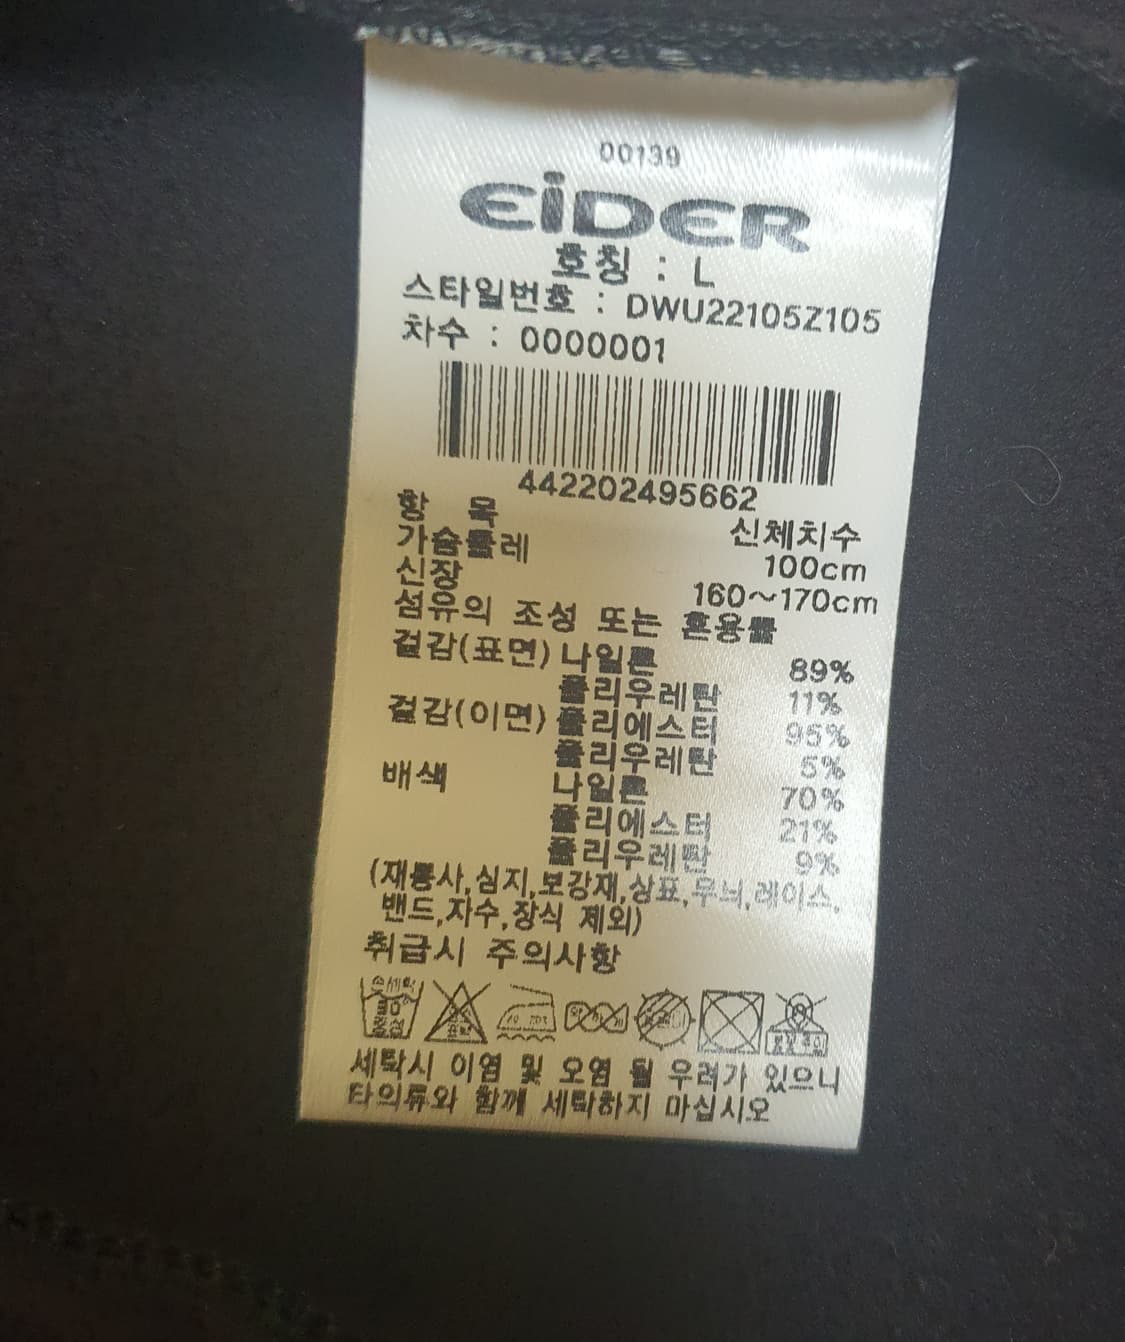 00139
EiDER
호칭 : L
스타일번호 : DWU22105Z105
차수 : 0000001
442202495662
항 목 신체치수
가슴둘레 100cm
신장 160~170cm
섬유의 조성 또는 혼용률
겉감(표면) 나일론 89%
폴리우레탄 11%
겉감(이면) 폴리에스터 95%
폴리우레탄 5%
배색 나일론 70%
폴리에스터 21%
폴리우레탄 9%
(재봉사,심지,보강재,상표,무늬,레이스,
밴드,자수,장식 제외)
취급시 주의사항
손세탁
세탁시 이염 및 오염 될 우려가 있으니
타의류와 함께 세탁하지 마십시오